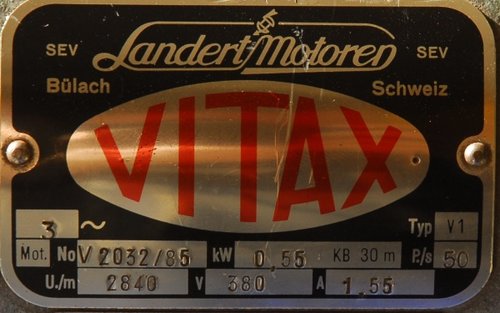 SEV Landert-Motoren SEV
Bülach Schweiz
VITAX
3 ~ Typ V1
Mot. No V 2032/85 kW 0,55 KB 30 m P./s 50
U./m 2840 V 380 A 1,55